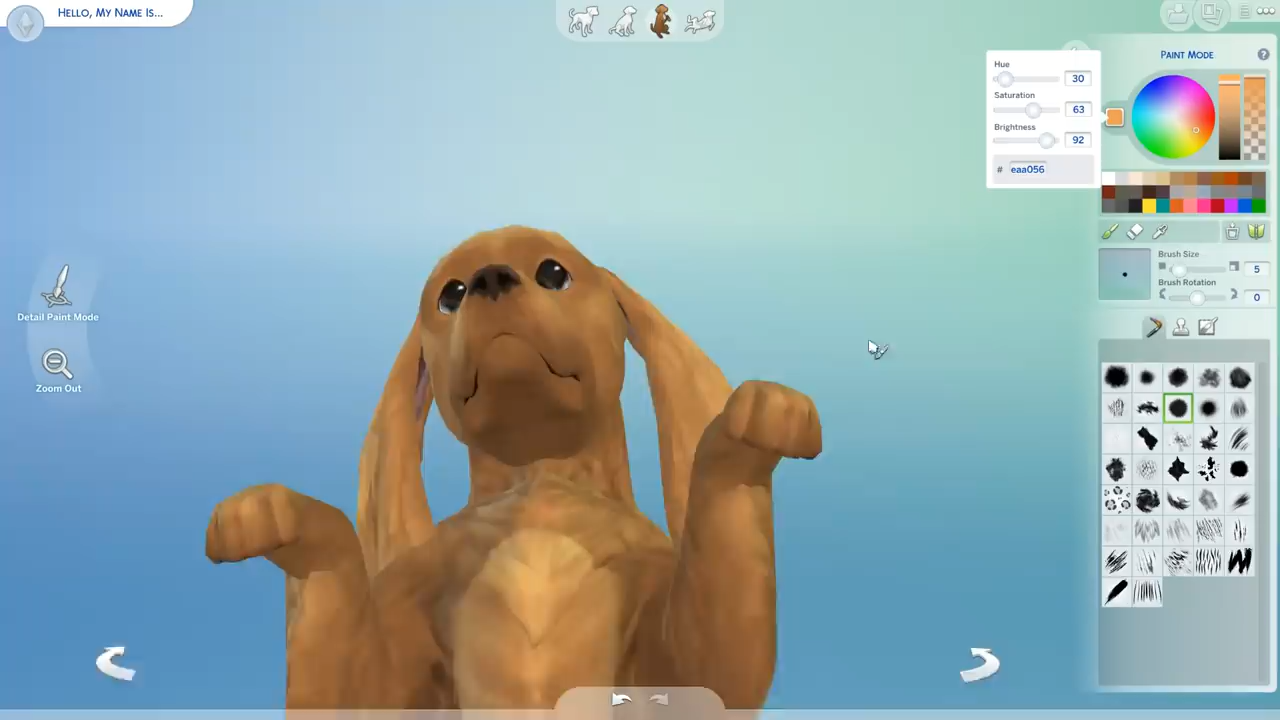 Hello, My Name Is...
Paint Mode
?
Hue
30
Saturation
63
Brightness
92
# eaa056
Brush Size
5
Brush Rotation
0
Detail Paint Mode
Zoom Out